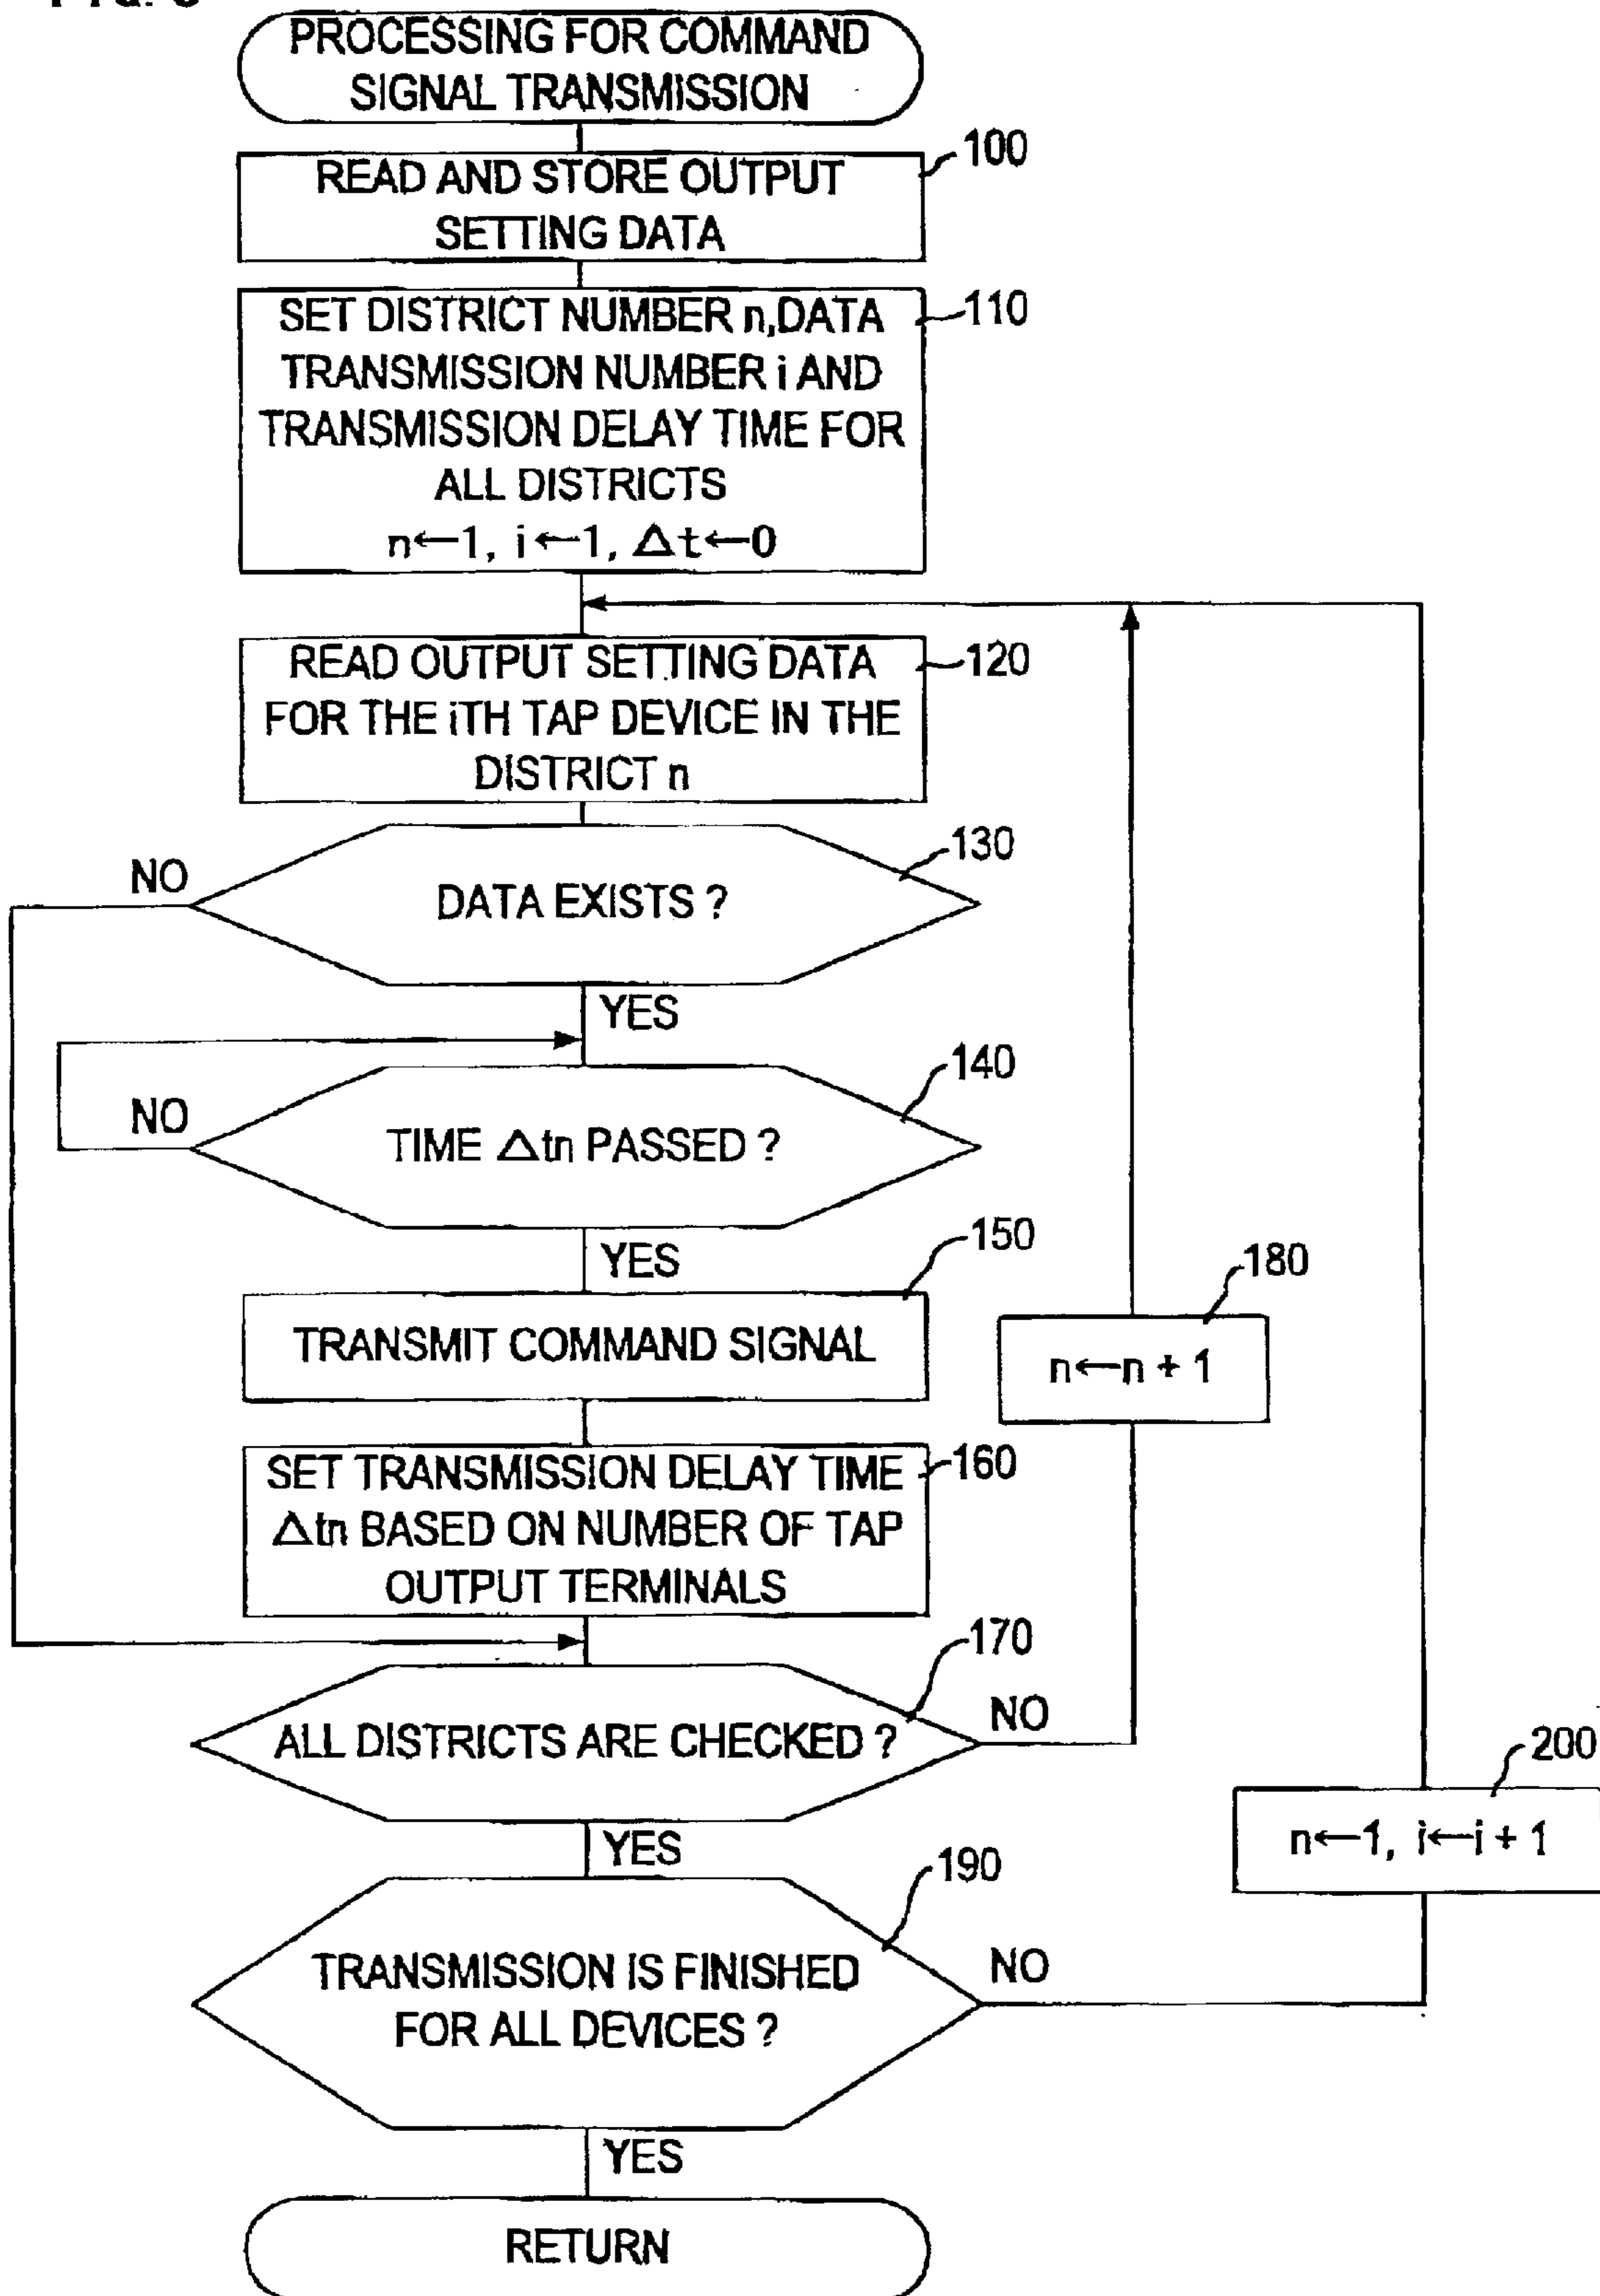 PROCESSING FOR COMMAND
SIGNAL TRANSMISSION
100
READ AND STORE OUTPUT
SETTING DATA
110
SET DISTRICT NUMBER n,DATA
TRANSMISSION NUMBER i AND
TRANSMISSION DELAY TIME FOR
ALL DISTRICTS
n←1, i←1, △t←0
120
READ OUTPUT SETTING DATA
FOR THE iTH TAP DEVICE IN THE
DISTRICT n
130
NO
DATA EXISTS ?
YES
140
NO
TIME △tn PASSED ?
YES
150
TRANSMIT COMMAND SIGNAL
180
n←n + 1
160
SET TRANSMISSION DELAY TIME
△tn BASED ON NUMBER OF TAP
OUTPUT TERMINALS
170
ALL DISTRICTS ARE CHECKED ?
NO
YES
200
n←1, i←i + 1
190
TRANSMISSION IS FINISHED
FOR ALL DEVICES ?
NO
YES
RETURN